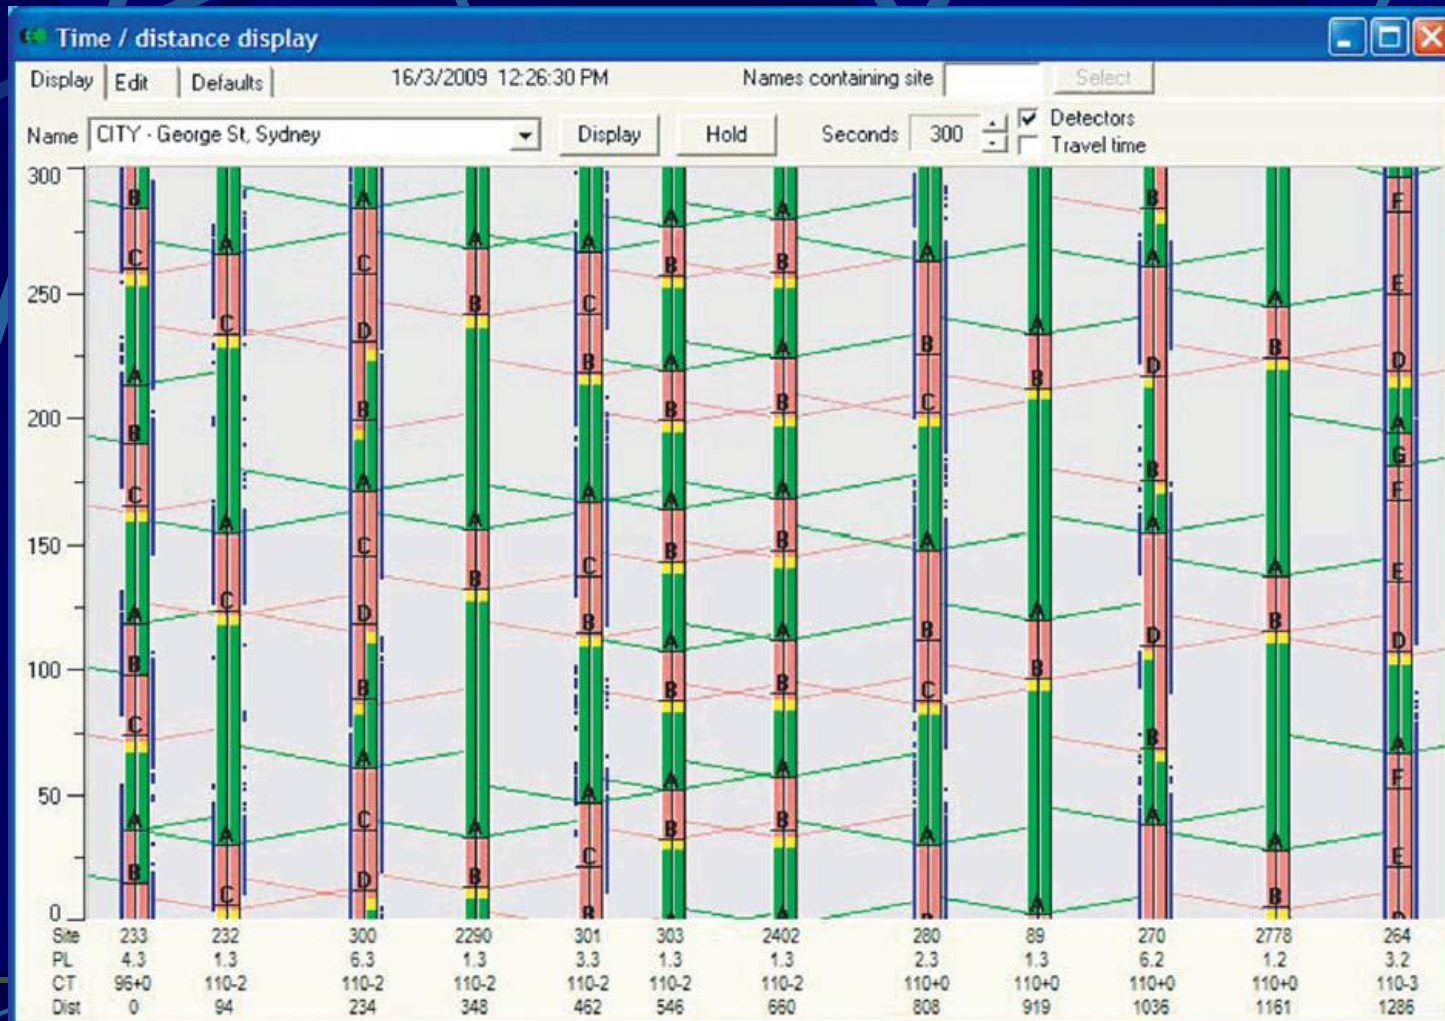 Time / distance display
Display Edit Defaults 16/3/2009 12:26:30 PM Names containing site Select
Name CITY - George St, Sydney Display Hold Seconds 300 Detectors
Travel time
300
250
200
150
100
50
0
B C A B C A B C A B
A C A C A C
A C D B A C D B A C D
A B A B A B
A C B A C B A C B
A B A B A B A B A
A B A B A B A B A
A B C A B C A B
A B A B A
B A D B A D B A
A B A B A B
F E D A G F E D A F E D
Site 233 232 300 2290 301 303 2402 280 89 270 2778 264
PL 4.3 1.3 6.3 1.3 3.3 1.3 1.3 2.3 1.3 6.2 1.2 3.2
CT 96+0 110-2 110-2 110-2 110-2 110-2 110-2 110+0 110+0 110+0 110+0 110-3
Dist 0 94 234 348 462 546 660 808 919 1036 1161 1286